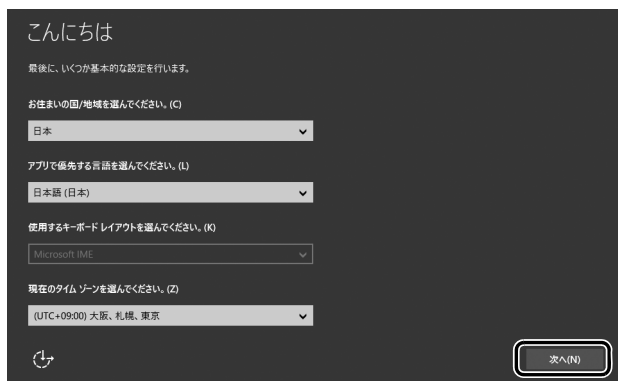 こんにちは
最後に、いくつか基本的な設定を行います。
お住まいの国/地域を選んでください。(C)
日本
アプリで優先する言語を選んでください。(L)
日本語 (日本)
使用するキーボード レイアウトを選んでください。(K)
Microsoft IME
現在のタイム ゾーンを選んでください。(Z)
(UTC+09:00) 大阪、札幌、東京
次へ(N)